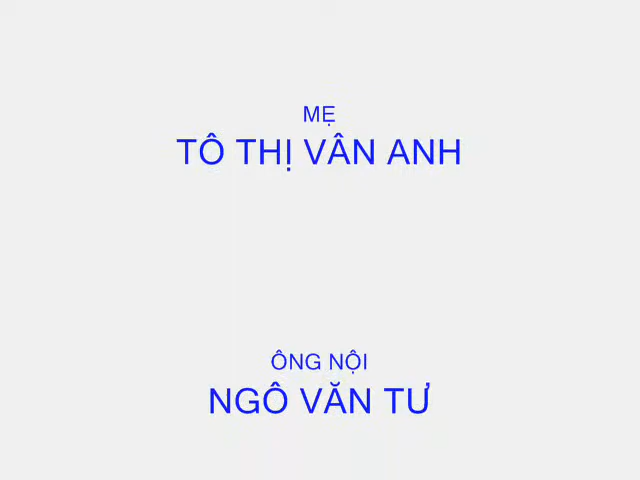 MẸ
TÔ THỊ VÂN ANH
ÔNG NỘI
NGÔ VĂN TƯ